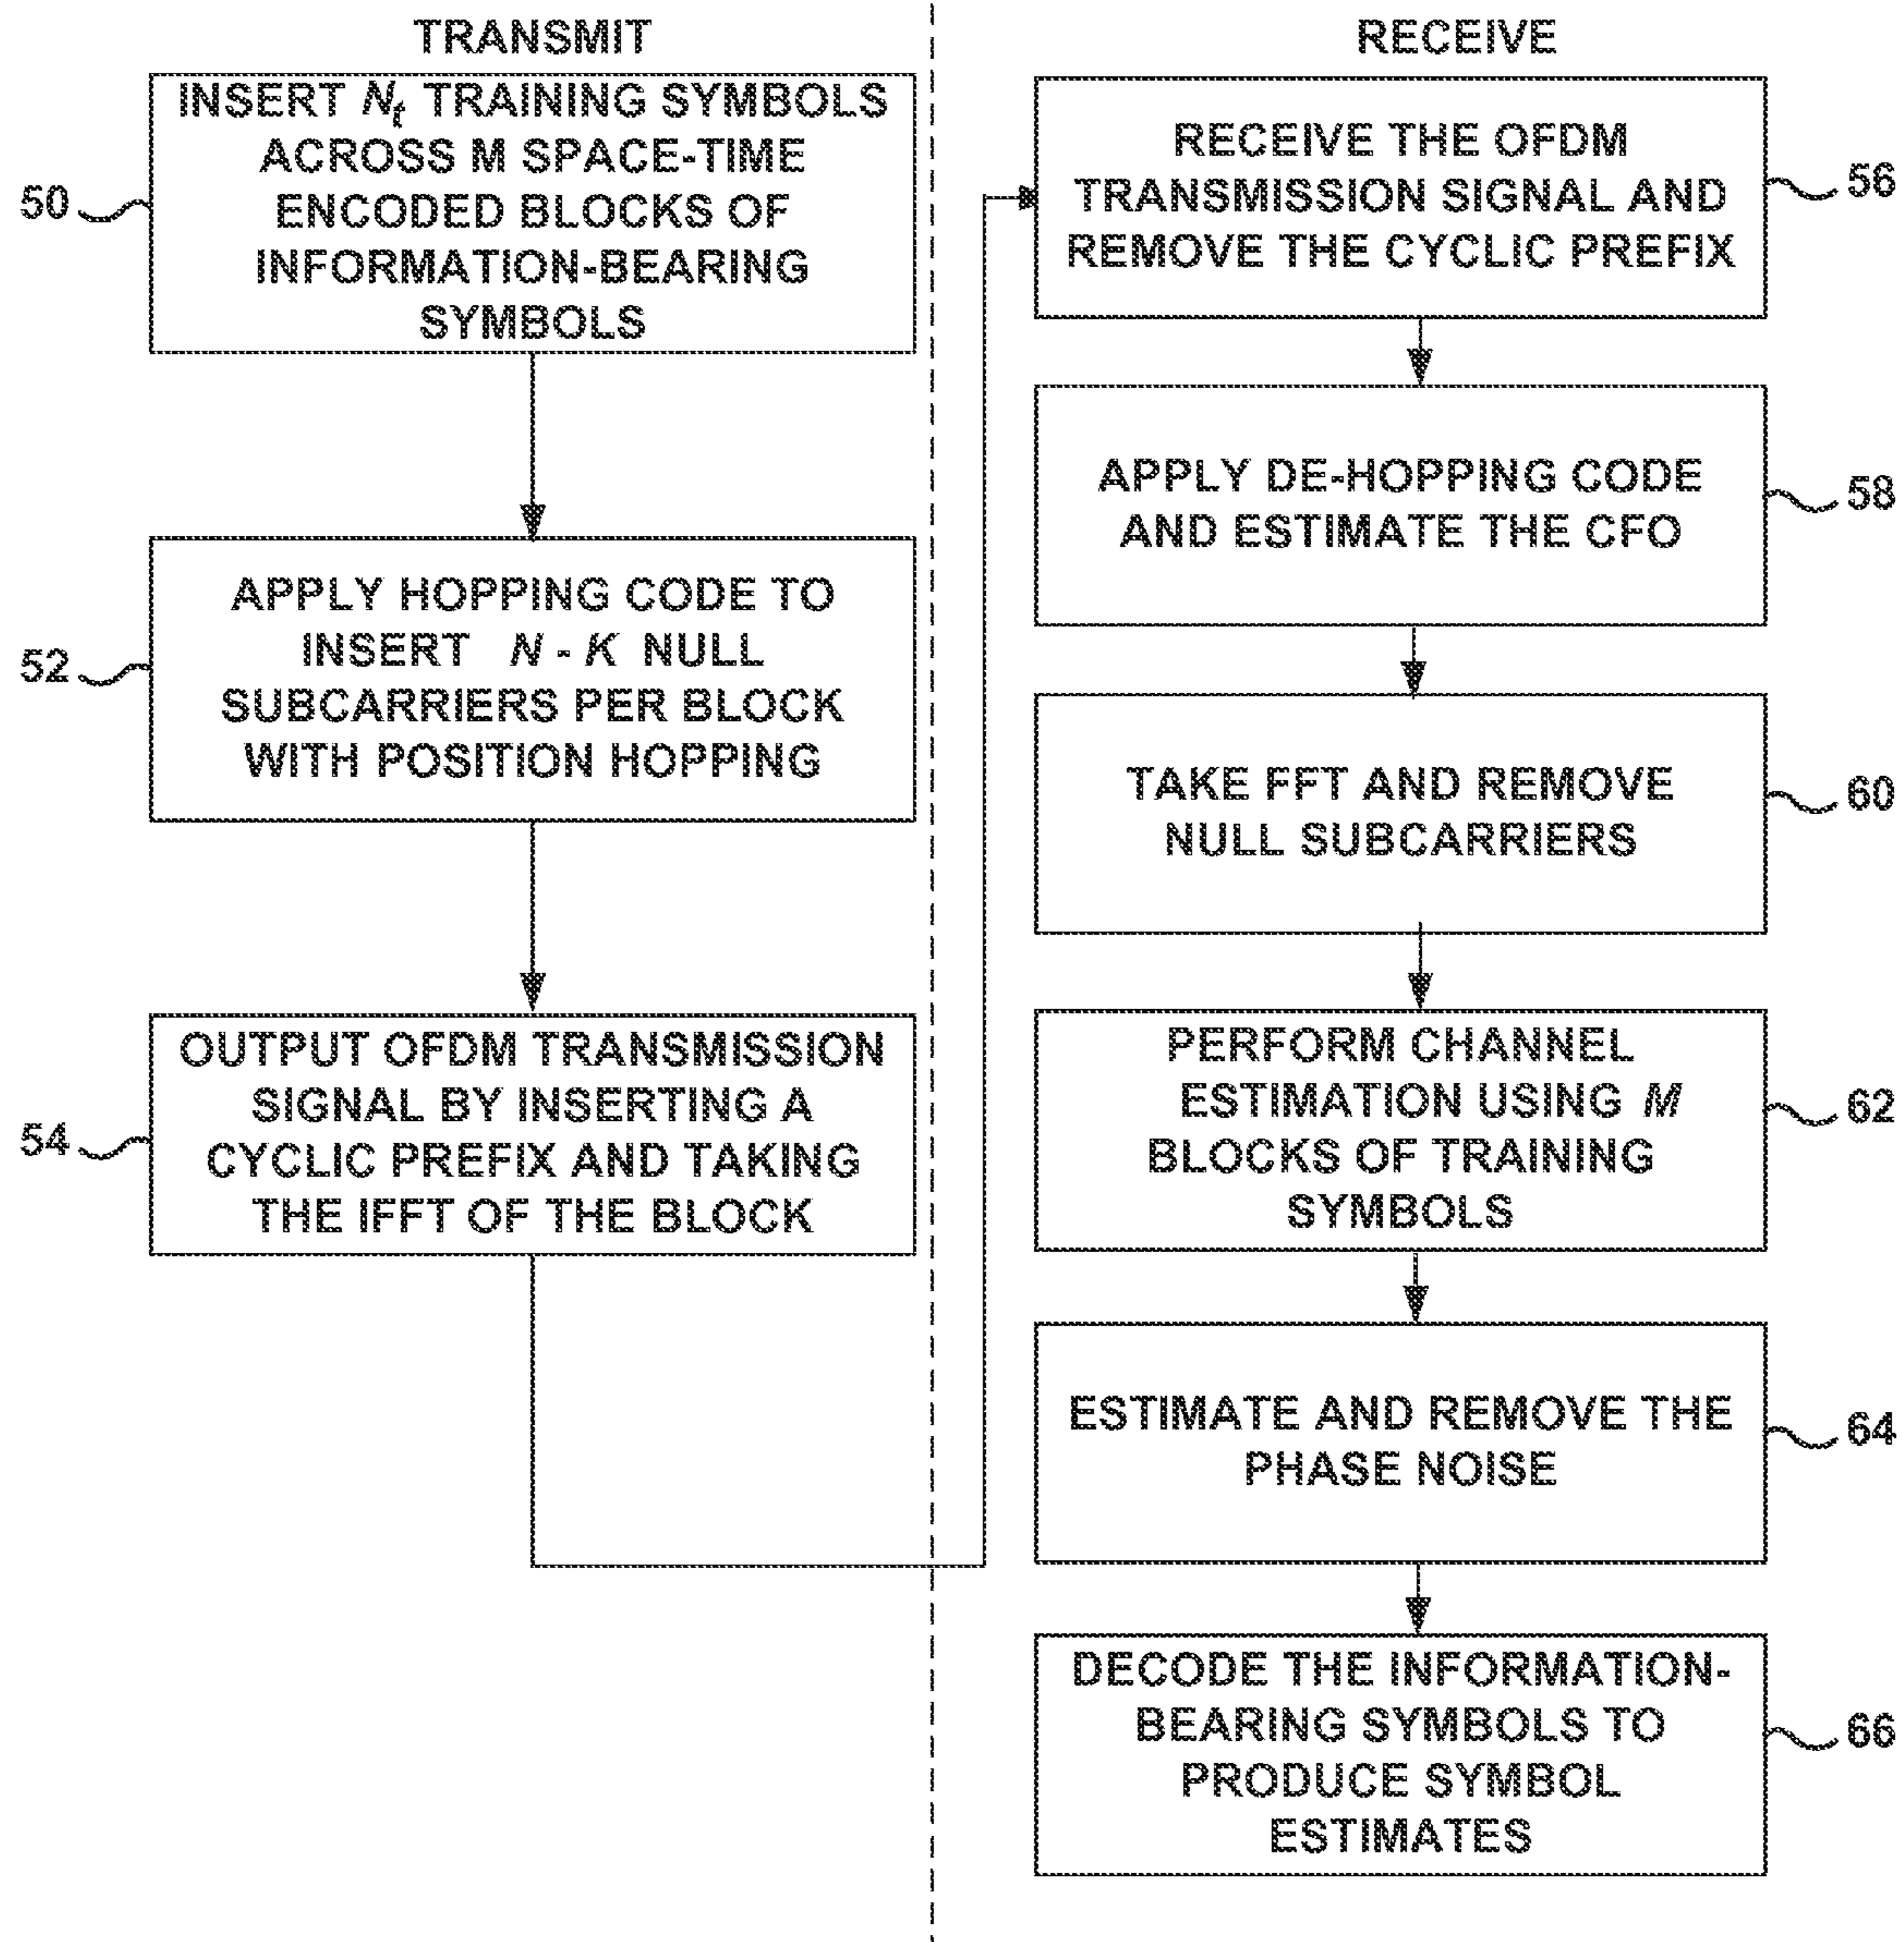 TRANSMIT
INSERT Nt TRAINING SYMBOLS
ACROSS M SPACE-TIME
ENCODED BLOCKS OF
INFORMATION-BEARING
SYMBOLS
50
APPLY HOPPING CODE TO
INSERT N - K NULL
SUBCARRIERS PER BLOCK
WITH POSITION HOPPING
52
OUTPUT OFDM TRANSMISSION
SIGNAL BY INSERTING A
CYCLIC PREFIX AND TAKING
THE IFFT OF THE BLOCK
54
RECEIVE
RECEIVE THE OFDM
TRANSMISSION SIGNAL AND
REMOVE THE CYCLIC PREFIX
56
APPLY DE-HOPPING CODE
AND ESTIMATE THE CFO
58
TAKE FFT AND REMOVE
NULL SUBCARRIERS
60
PERFORM CHANNEL
ESTIMATION USING M
BLOCKS OF TRAINING
SYMBOLS
62
ESTIMATE AND REMOVE THE
PHASE NOISE
64
DECODE THE INFORMATION-
BEARING SYMBOLS TO
PRODUCE SYMBOL
ESTIMATES
66